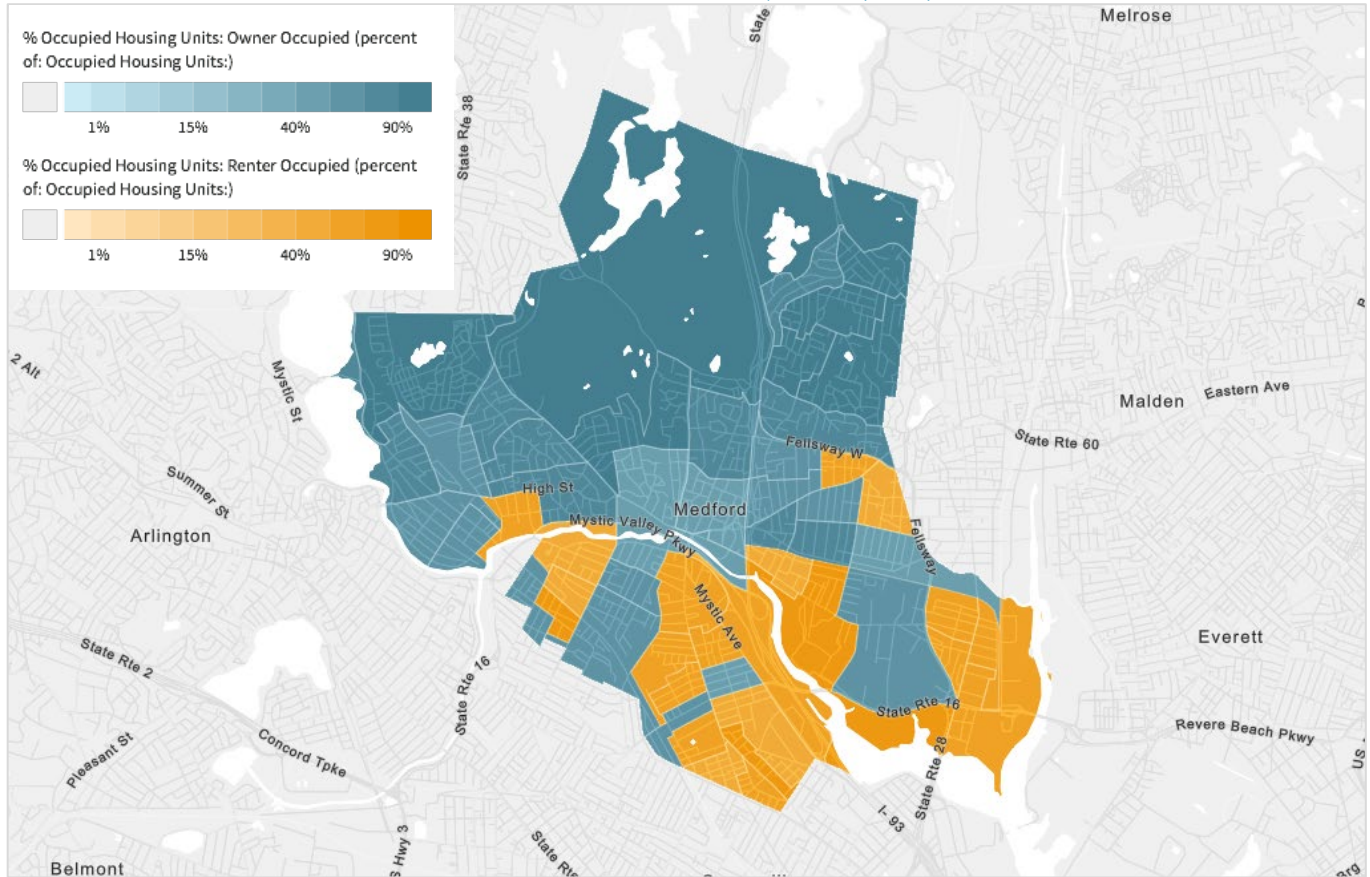 % Occupied Housing Units: Owner Occupied (percent
of: Occupied Housing Units:)
1% 15% 40% 90%
% Occupied Housing Units: Renter Occupied (percent
of: Occupied Housing Units:)
1% 15% 40% 90%
State
Melrose
State Rte 38
2 Alt
Mystic St
Malden
Eastern Ave
State Rte 60
Fellsway W
Summer St
High St
Medford
Arlington
Mystic Valley Pkwy
Fellsway
Mystic Ave
Everett
State Rte 2
State Rte 16
State Rte 16
Revere Beach Pkwy
Pleasant St
Concord Tpke
State Rte 28
US
I- 93
Hwy 3
Belmont